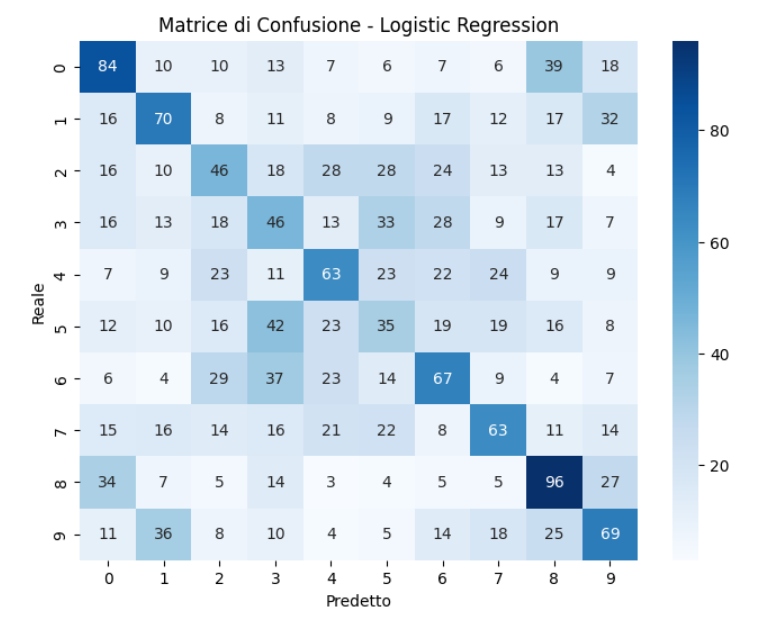 Matrice di Confusione - Logistic Regression
0 84 10 10 13 7 6 7 6 39 18
1 16 70 8 11 8 9 17 12 17 32
80
2 16 10 46 18 28 28 24 13 13 4
3 16 13 18 46 13 33 28 9 17 7
60
4 7 9 23 11 63 23 22 24 9 9
Reale
5 12 10 16 42 23 35 19 19 16 8
40
6 6 4 29 37 23 14 67 9 4 7
7 15 16 14 16 21 22 8 63 11 14
20
8 34 7 5 14 3 4 5 5 96 27
9 11 36 8 10 4 5 14 18 25 69
0 1 2 3 4 5 6 7 8 9
Predetto